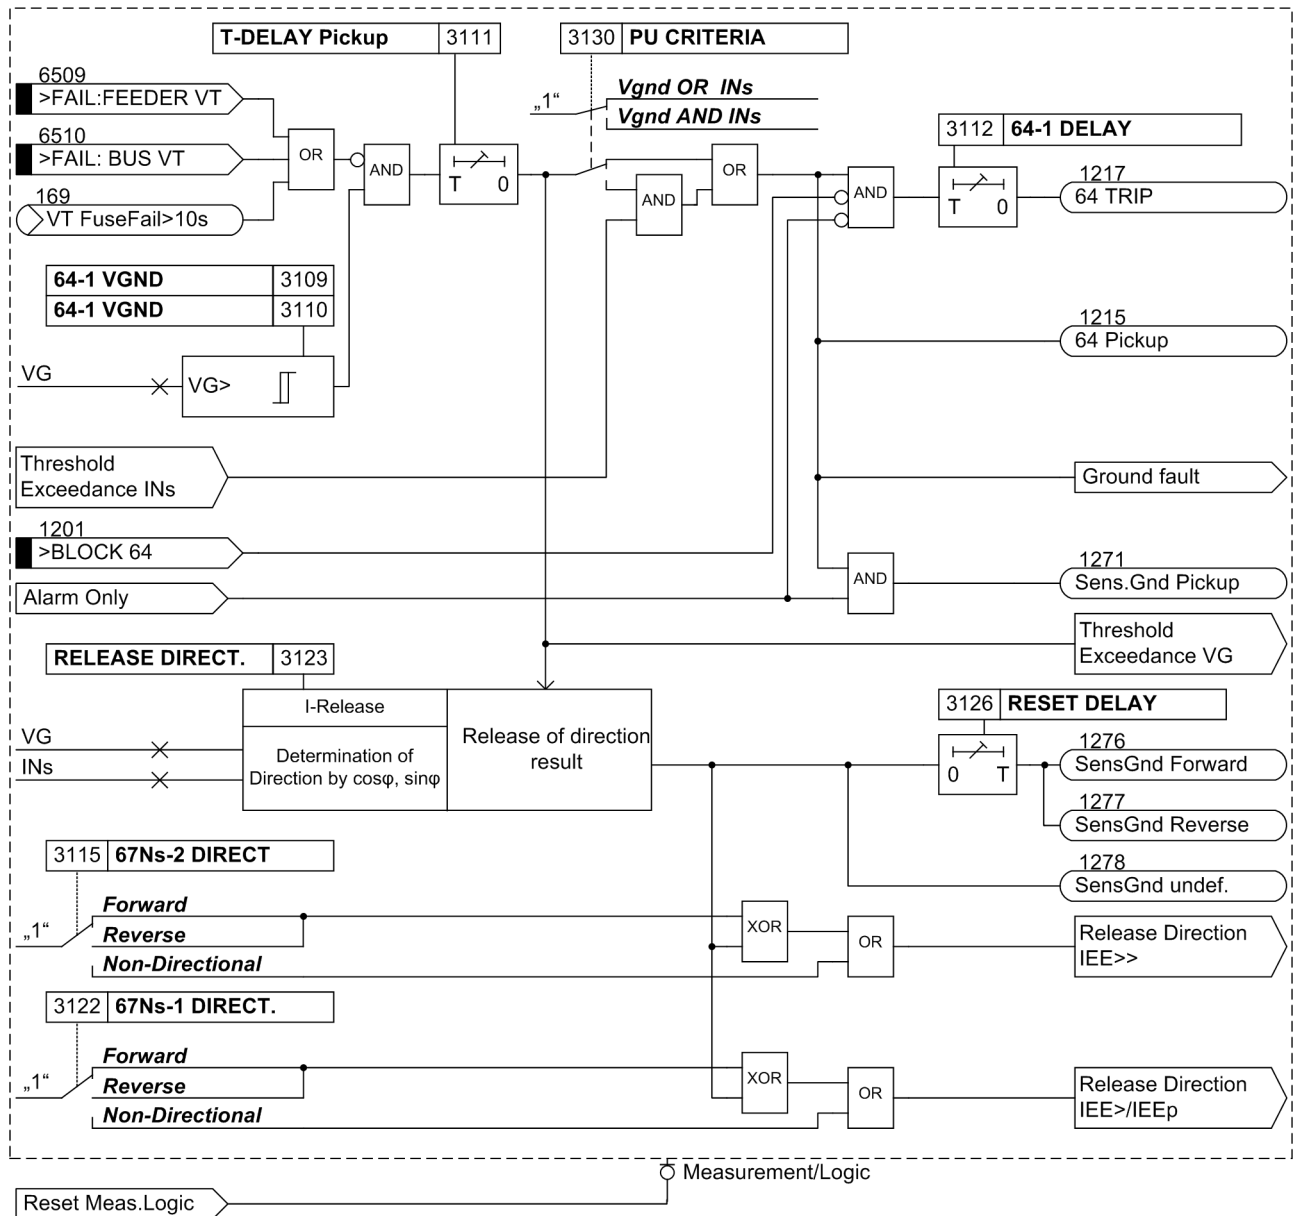 T-DELAY Pickup 3111
3130 PU CRITERIA
6509
>FAIL:FEEDER VT
„1“
Vgnd OR INs
Vgnd AND INs
6510
>FAIL: BUS VT
OR
AND
T 0
OR
AND
AND
3112 64-1 DELAY
T 0
1217
64 TRIP
169
VT FuseFail>10s
64-1 VGND 3109
64-1 VGND 3110
VG
VG>
1215
64 Pickup
Threshold
Exceedance INs
Ground fault
1201
>BLOCK 64
Alarm Only
AND
1271
Sens.Gnd Pickup
Threshold
Exceedance VG
RELEASE DIRECT. 3123
I-Release
VG
INs
Determination of
Direction by cosφ, sinφ
Release of direction
result
3126 RESET DELAY
0 T
1276
SensGnd Forward
1277
SensGnd Reverse
1278
SensGnd undef.
3115 67Ns-2 DIRECT
„1“
Forward
Reverse
Non-Directional
XOR
OR
Release Direction
IEE>>
3122 67Ns-1 DIRECT.
„1“
Forward
Reverse
Non-Directional
XOR
OR
Release Direction
IEE>/IEEp
Measurement/Logic
Reset Meas.Logic